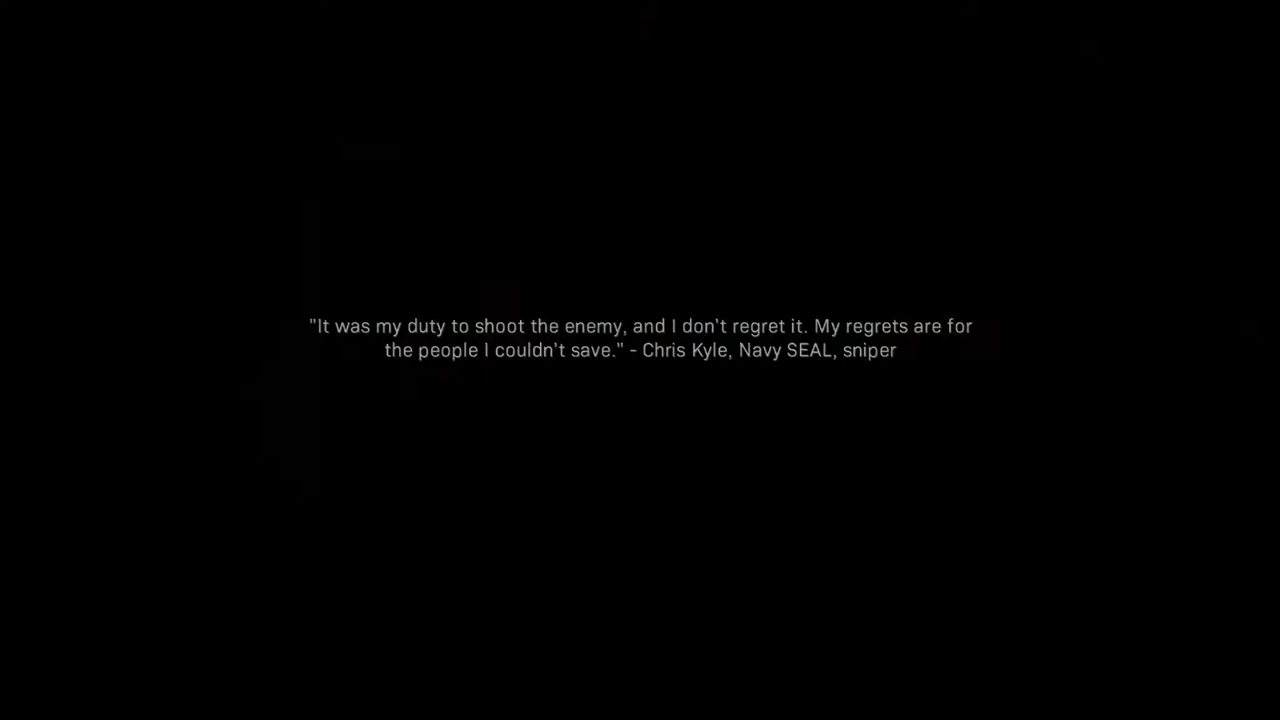 "It was my duty to shoot the enemy, and I don't regret it. My regrets are for
the people I couldn't save." - Chris Kyle, Navy SEAL, sniper